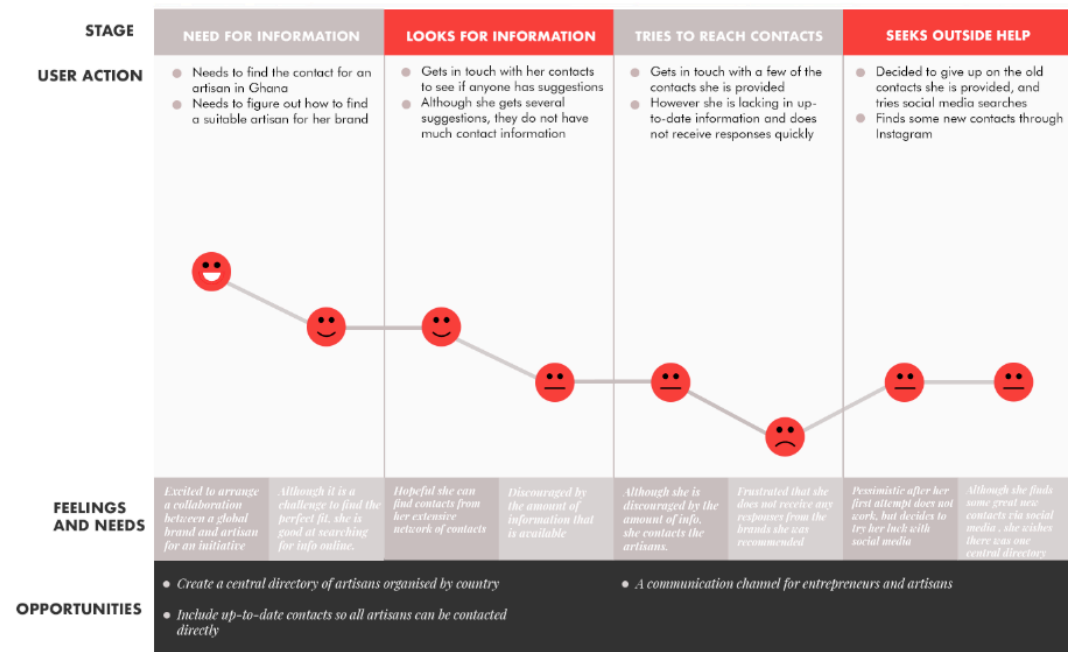 STAGE
NEED FOR INFORMATION
LOOKS FOR INFORMATION
TRIES TO REACH CONTACTS
SEEKS OUTSIDE HELP
USER ACTION
Needs to find the contact for an
artisan in Ghana
Needs to figure out how to find
a suitable artisan for her brand
Gets in touch with her contacts
to see if anyone has suggestions
Although she gets several
suggestions, they do not have
much contact information
Gets in touch with a few of the
contacts she is provided
However she is lacking in up-
to-date information and does
not receive responses quickly
Decided to give up on the old
contacts she is provided, and
tries social media searches
Finds some new contacts through
Instagram
FEELINGS
AND NEEDS
Excited to arrange
a collaboration
between a global
brand and artisan
for an initiative
Although it is a
challenge to find the
perfect fit, she is
good at searching
for info online.
Hopeful she can
find contacts from
her extensive
network of contacts
Discouraged by
the amount of
information that
is available
Although she is
discouraged by the
amount of info,
she contacts the
artisans.
Frustrated that she
does not receive any
responses from the
brands she was
recommended
Pessimistic after her
first attempt does not
work, but decides to
try her luck with
social media
Although she finds
some great new
contacts via social
media , she wishes
there was one
central directory
OPPORTUNITIES
Create a central directory of artisans organised by country
Include up-to-date contacts so all artisans can be contacted
directly
A communication channel for entrepreneurs and artisans